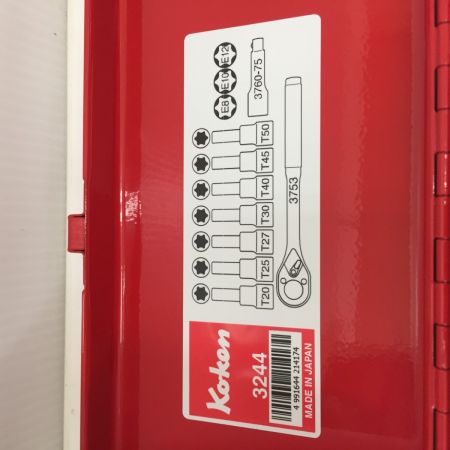 E8 E10 E12
3760-75
T20 T25 T27 T30 T40 T45 T50
3753
Koken
3244
4 991644 214174
MADE IN JAPAN